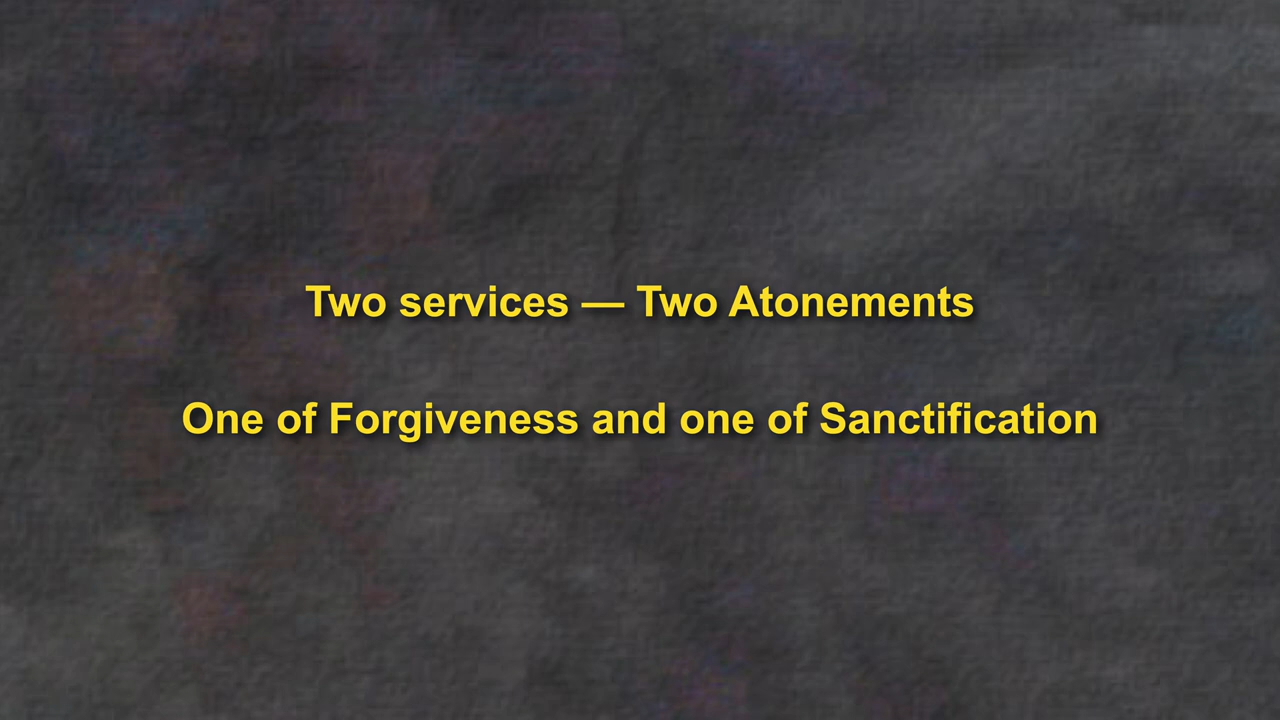 Two services — Two Atonements
One of Forgiveness and one of Sanctification